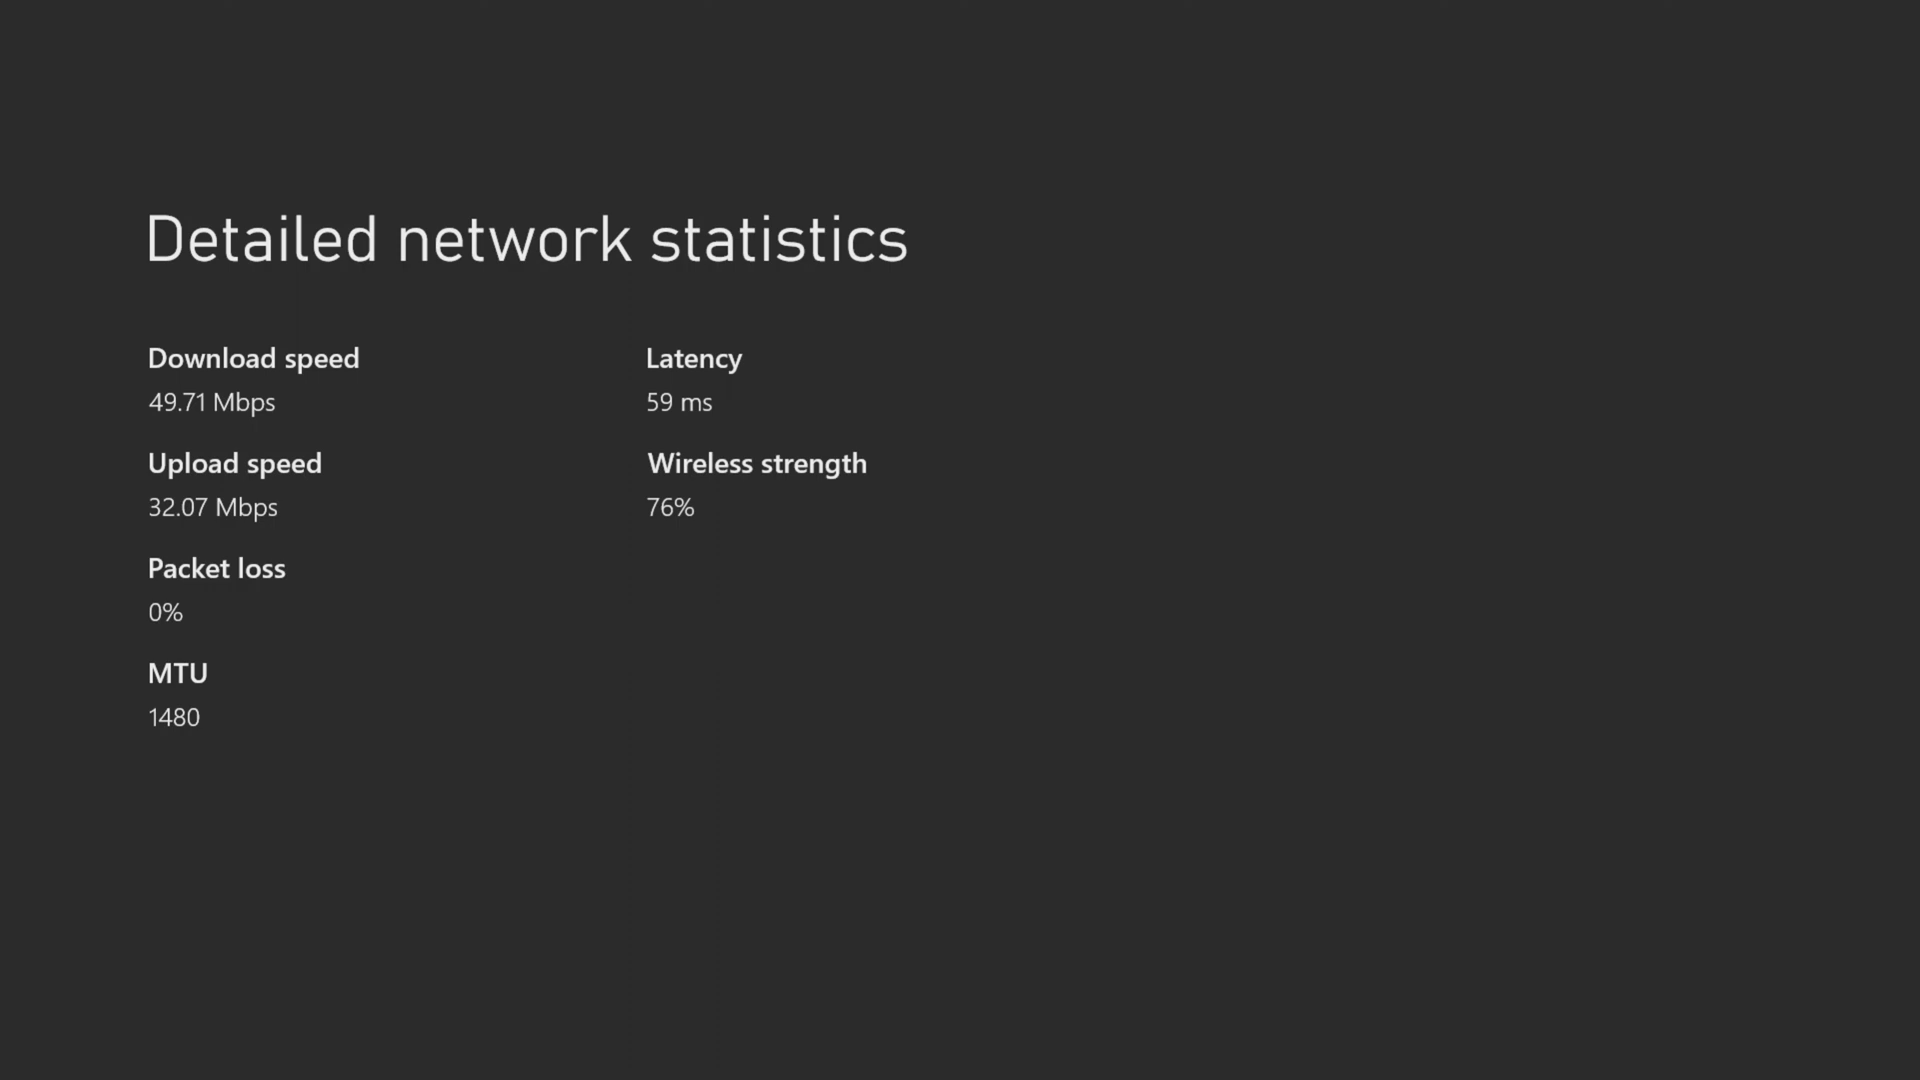 Detailed network statistics
Download speed
49.71 Mbps
Upload speed
32.07 Mbps
Packet loss
0%
MTU
1480
Latency
59 ms
Wireless strength
76%